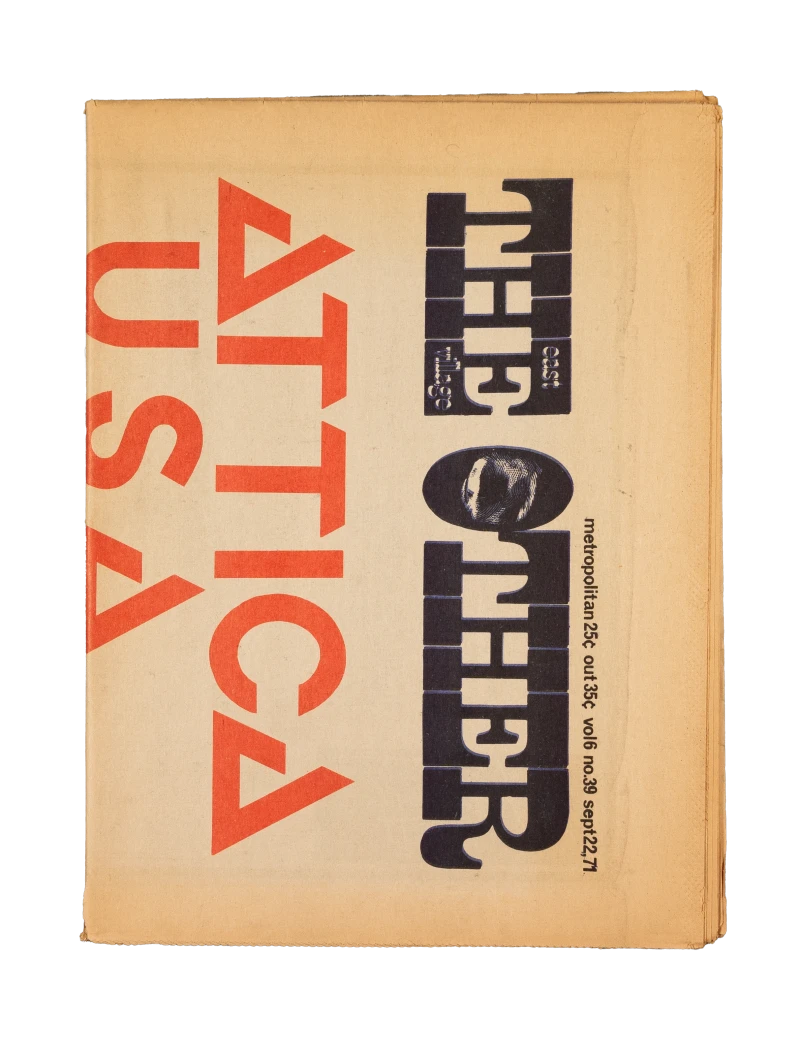 metropolitan 25¢ out 35¢ vol6 no.39 sept22,71
THE OTHER
east
village
ATTICA
USA